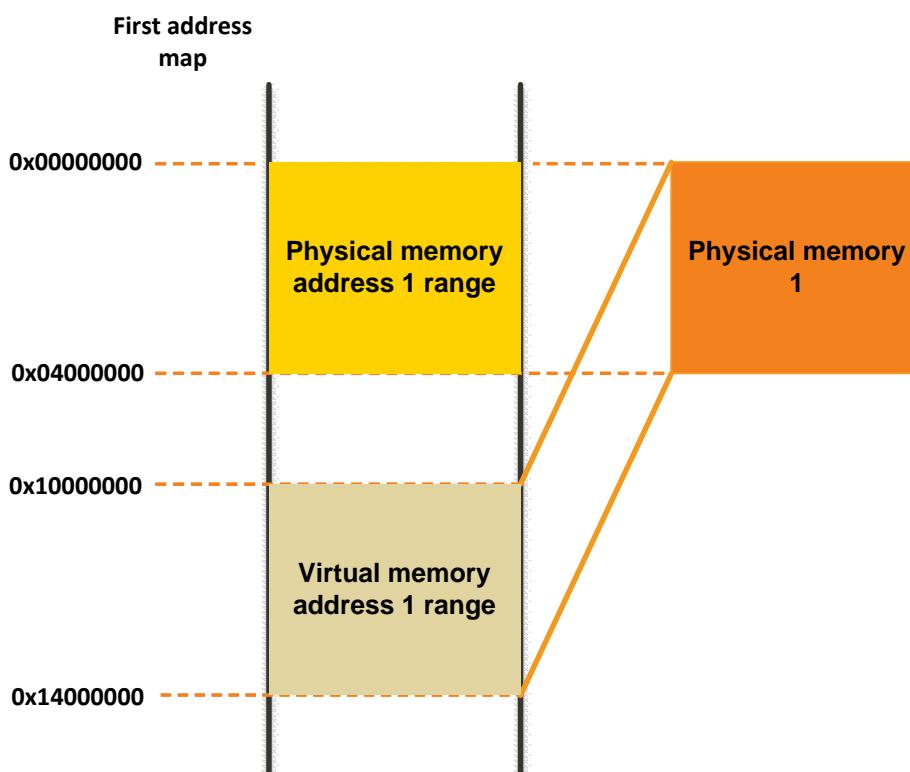 First address
map
0x00000000
Physical memory
address 1 range
Physical memory
1
0x04000000
0x10000000
Virtual memory
address 1 range
0x14000000